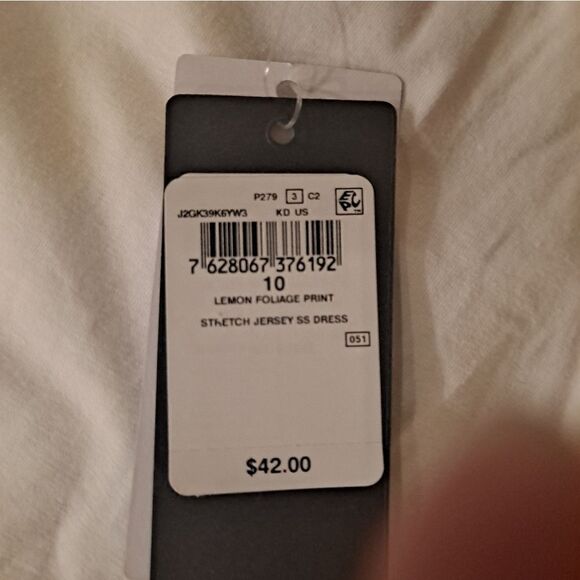 P279 3 C2
J2GK39K6YW3 KD US
EPC™
7 628067 376192
10
LEMON FOLIAGE PRINT
STRETCH JERSEY SS DRESS
051
$42.00